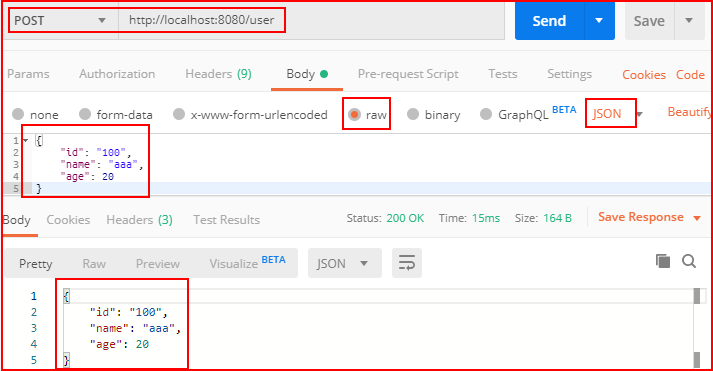 POST http://localhost:8080/user Send Save
Params Authorization Headers (9) Body Pre-request Script Tests Settings Cookies Code
none form-data x-www-form-urlencoded raw binary GraphQL BETA JSON Beautify
1 {
2 "id": "100",
3 "name": "aaa",
4 "age": 20
5 }
Body Cookies Headers (3) Test Results Status: 200 OK Time: 15ms Size: 164 B Save Response
Pretty Raw Preview Visualize BETA JSON
1 {
2 "id": "100",
3 "name": "aaa",
4 "age": 20
5 }